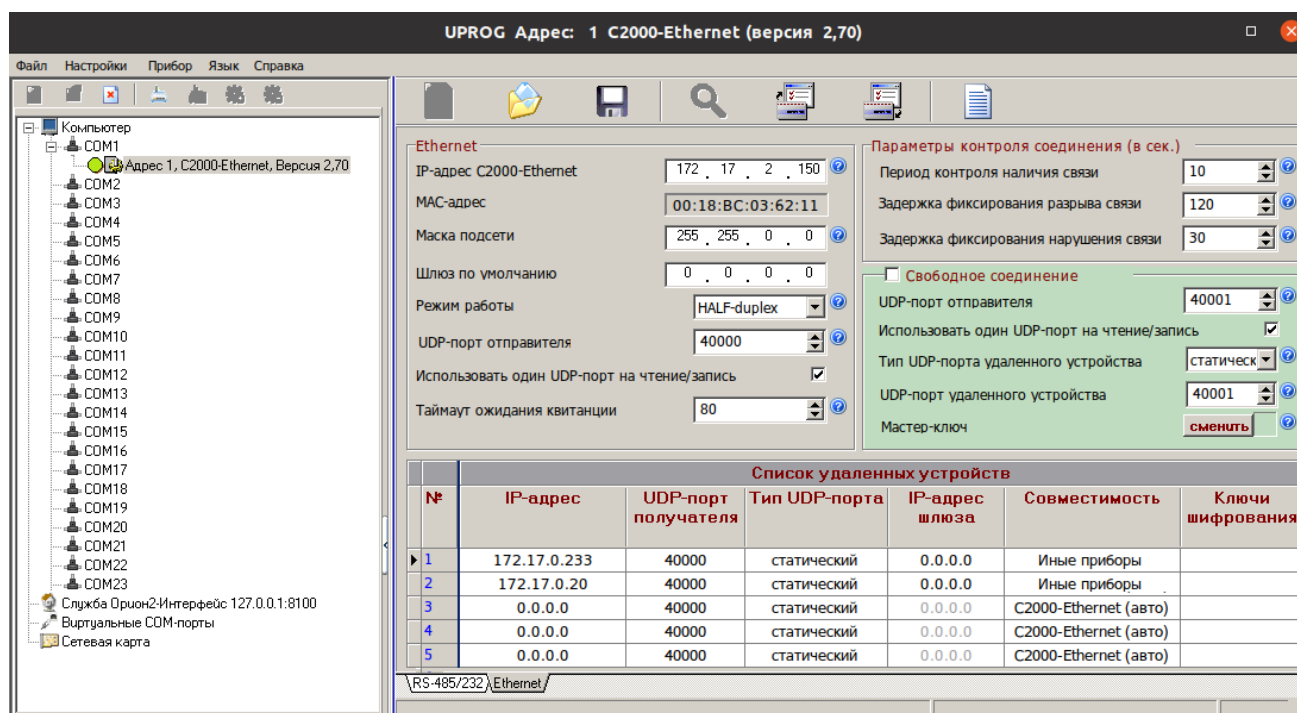 UPROG Адрес: 1 C2000-Ethernet (версия 2,70)
Файл Настройки Прибор Язык Справка
Компьютер
COM1
Адрес 1, C2000-Ethernet, Версия 2,70
COM2
COM3
COM4
COM5
COM6
COM7
COM8
COM9
COM10
COM11
COM12
COM13
COM14
COM15
COM16
COM17
COM18
COM19
COM20
COM21
COM22
COM23
Служба Орион2-Интерфейс 127.0.0.1:8100
Виртуальные COM-порты
Сетевая карта
Ethernet
IP-адрес C2000-Ethernet 172 . 17 . 2 . 150
MAC-адрес 00:18:BC:03:62:11
Маска подсети 255 . 255 . 0 . 0
Шлюз по умолчанию 0 . 0 . 0 . 0
Режим работы HALF-duplex
UDP-порт отправителя 40000
Использовать один UDP-порт на чтение/запись
Таймаут ожидания квитанции 80
Параметры контроля соединения (в сек.)
Период контроля наличия связи 10
Задержка фиксирования разрыва связи 120
Задержка фиксирования нарушения связи 30
Свободное соединение
UDP-порт отправителя 40001
Использовать один UDP-порт на чтение/запись
Тип UDP-порта удаленного устройства статическ
UDP-порт удаленного устройства 40001
Мастер-ключ сменить
Список удаленных устройств
№ IP-адрес UDP-порт получателя Тип UDP-порта IP-адрес шлюза Совместимость Ключи шифрования
1 172.17.0.233 40000 статический 0.0.0.0 Иные приборы
2 172.17.0.20 40000 статический 0.0.0.0 Иные приборы
3 0.0.0.0 40000 статический 0.0.0.0 C2000-Ethernet (авто)
4 0.0.0.0 40000 статический 0.0.0.0 C2000-Ethernet (авто)
5 0.0.0.0 40000 статический 0.0.0.0 C2000-Ethernet (авто)
RS-485/232 Ethernet